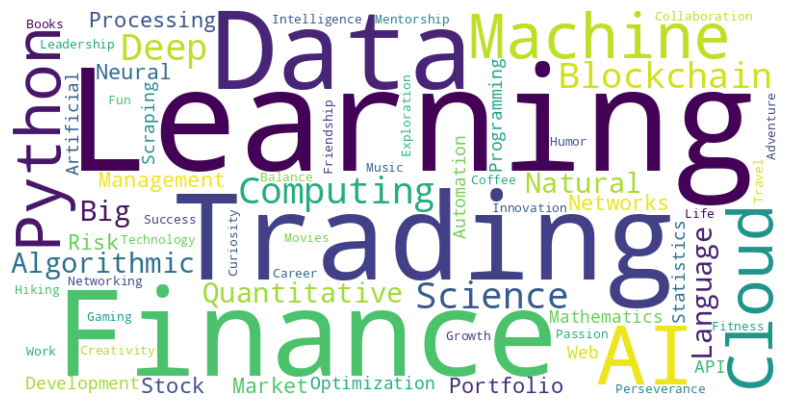 Books
Processing
Intelligence
Mentorship
Collaboration
Leadership
Deep
Data
Machine
Python
Neural
Blockchain
Artificial
Fun
Scraping
Learning
Friendship
Exploration
Programming
Humor
Adventure
Management
Balance
Music
Computing
Coffee
Natural
Travel
Big
Success
Curiosity
Trading
Automation
Innovation
Networks
Life
Risk
Technology
Movies
Algorithmic
Networking
Career
Statistics
Language
Cloud
Hiking
Quantitative
Science
Gaming
Finance
Mathematics
Growth
Passion
Fitness
Work
Creativity
Web
AI
API
Development
Stock
Market
Optimization
Portfolio
Perseverance